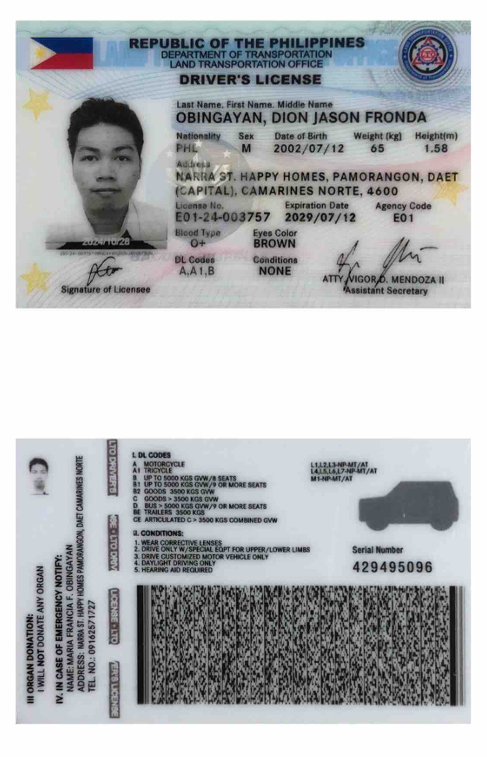 REPUBLIC OF THE PHILIPPINES
DEPARTMENT OF TRANSPORTATION
LAND TRANSPORTATION OFFICE
DRIVER'S LICENSE
Last Name. First Name. Middle Name
OBINGAYAN, DION JASON FRONDA
Nationality Sex Date of Birth Weight (kg) Height(m)
PHL M 2002/07/12 65 1.58
Address
NARRA ST. HAPPY HOMES, PAMORANGON, DAET
(CAPITAL), CAMARINES NORTE, 4600
License No. Expiration Date Agency Code
E01-24-003757 2029/07/12 E01
Blood Type Eyes Color
O+ BROWN
DL Codes Conditions
A,A1,B NONE
2024/10/28
Signature of Licensee
ATTY. VIGOR D. MENDOZA II
Assistant Secretary
III ORGAN DONATION:
I WILL NOT DONATE ANY ORGAN
IV. IN CASE OF EMERGENCY NOTIFY:
NAME: MARIA FRANCIA F. OBINGAYAN
ADDRESS: NARRA ST. HAPPY HOMES PAMORANGON, DAET CAMARINES NORTE
TEL. NO.: 09162571727
I. DL CODES
A MOTORCYCLE L1,L2,L3-NP-MT/AT
A1 TRICYCLE L4,L5,L6,L7-NP-MT/AT
B UP TO 5000 KGS GVW/8 SEATS M1-NP-MT/AT
B1 UP TO 5000 KGS GVW/9 OR MORE SEATS
B2 GOODS 3500 KGS GVW
C GOODS > 3500 KGS GVW
D BUS > 5000 KGS GVW/9 OR MORE SEATS
BE TRAILERS 3500 KGS
CE ARTICULATED C > 3500 KGS COMBINED GVW
II. CONDITIONS:
1. WEAR CORRECTIVE LENSES
2. DRIVE ONLY W/SPECIAL EQPT FOR UPPER/LOWER LIMBS
3. DRIVE CUSTOMIZED MOTOR VEHICLE ONLY
4. DAYLIGHT DRIVING ONLY
5. HEARING AID REQUIRED
Serial Number
429495096